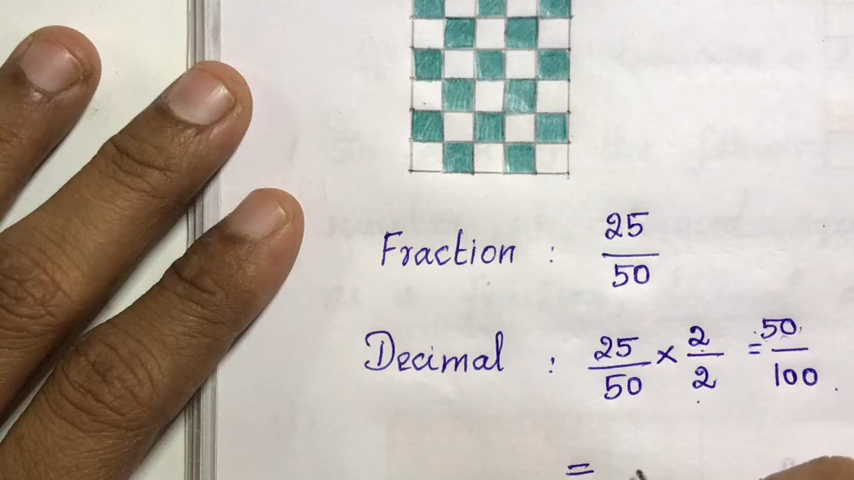 Fraction : 25/50
Decimal : 25/50 × 2/2 = 50/100
=